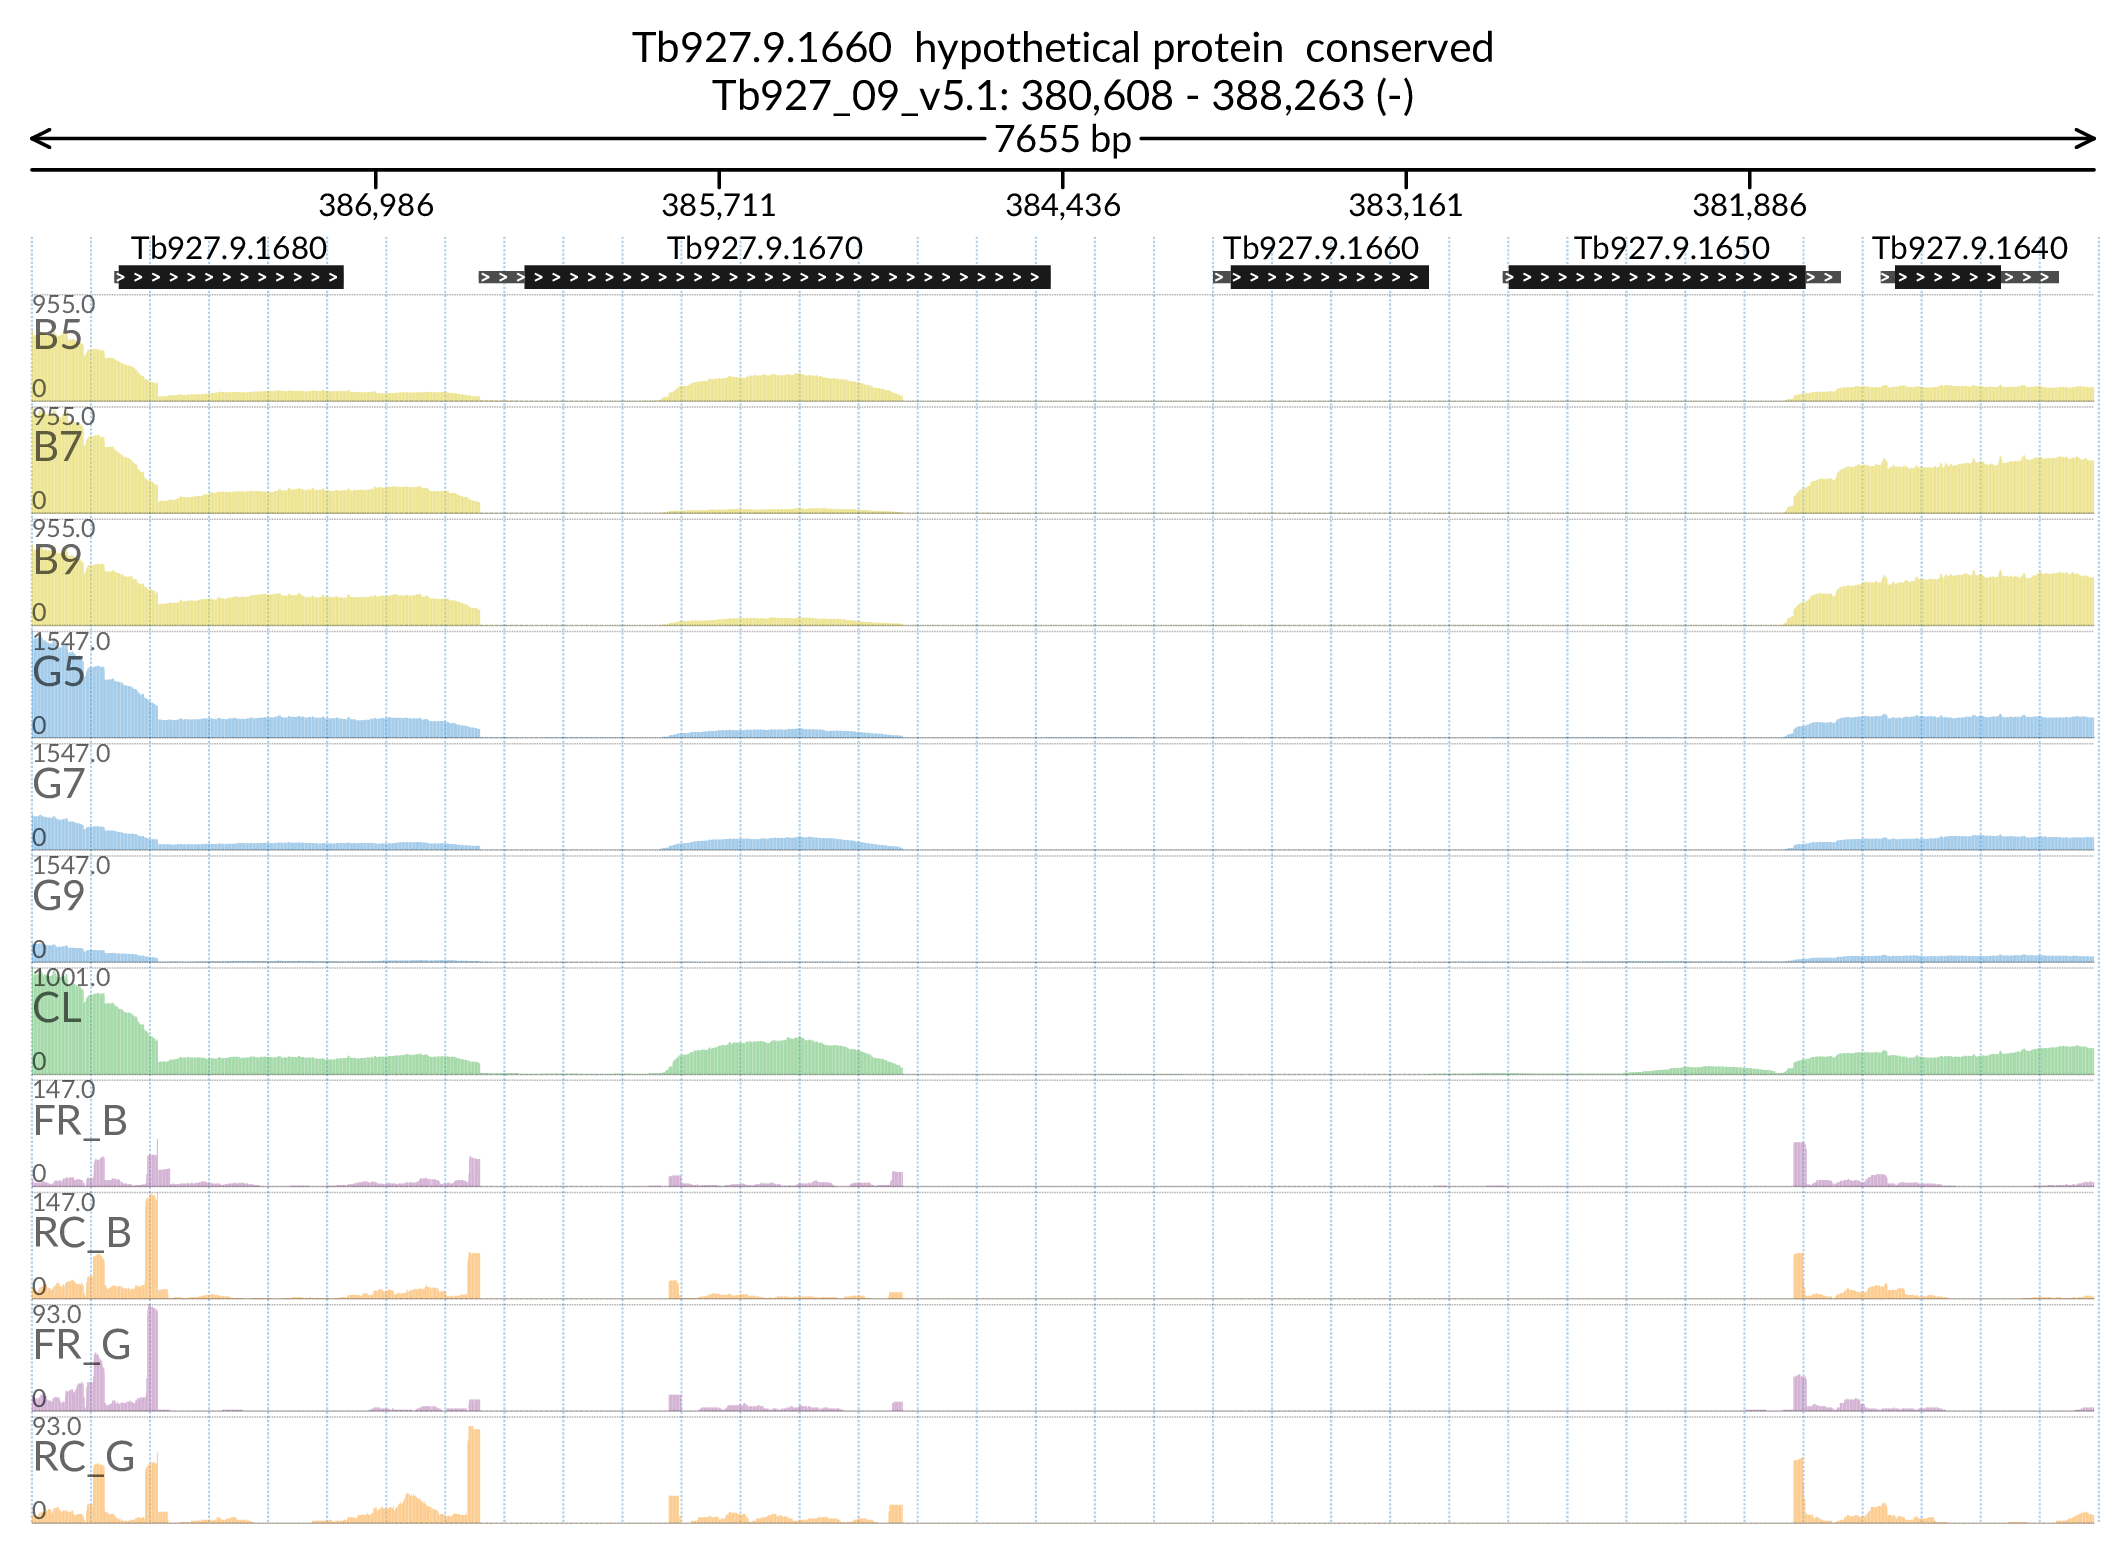 Tb927.9.1660  hypothetical protein  conserved
Tb927_09_v5.1: 380,608 - 388,263 (-)
7655 bp
386,986 385,711 384,436 383,161 381,886
Tb927.9.1680 Tb927.9.1670 Tb927.9.1660 Tb927.9.1650 Tb927.9.1640
955.0
B5
0
955.0
B7
0
955.0
B9
0
1547.0
G5
0
1547.0
G7
0
1547.0
G9
0
1001.0
CL
0
147.0
FR_B
0
147.0
RC_B
0
93.0
FR_G
0
93.0
RC_G
0